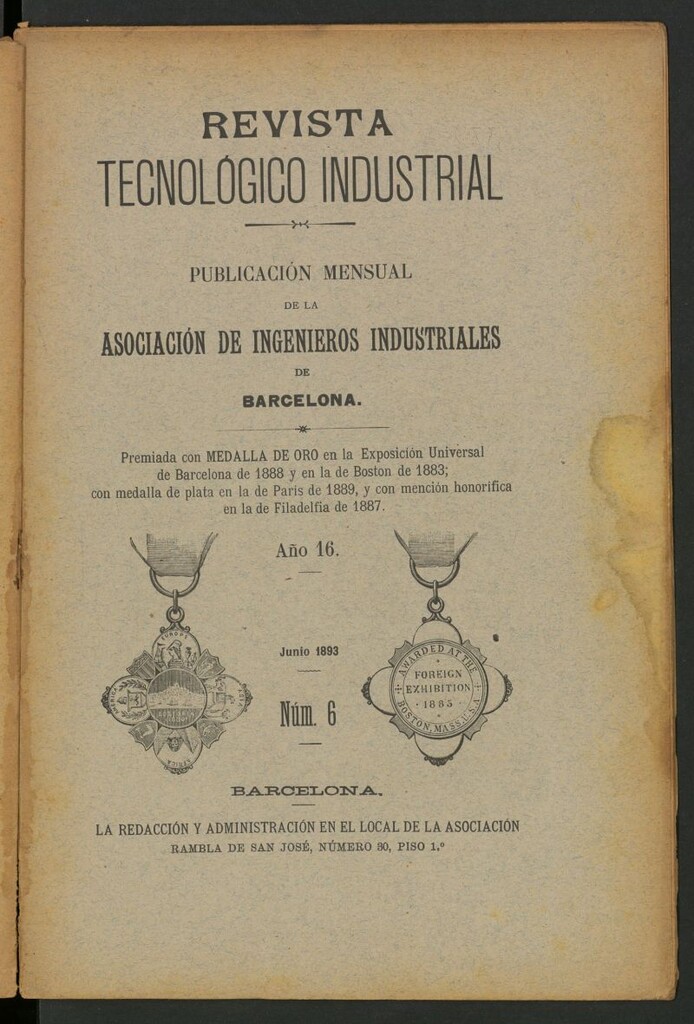 REVISTA
TECNOLÓGICO INDUSTRIAL
PUBLICACIÓN MENSUAL
DE LA
ASOCIACIÓN DE INGENIEROS INDUSTRIALES
DE
BARCELONA.
Premiada con MEDALLA DE ORO en la Exposición Universal
de Barcelona de 1888 y en la de Boston de 1883;
con medalla de plata en la de Paris de 1889, y con mención honorífica
en la de Filadelfia de 1887.
Año 16.
Junio 1893
Núm. 6
EUROPE
AMERICA
ASIA
AFRICA
AWARDED AT THE
FOREIGN
EXHIBITION
· 1883 ·
BOSTON, MASS. U.S.A
BARCELONA.
LA REDACCIÓN Y ADMINISTRACIÓN EN EL LOCAL DE LA ASOCIACIÓN
RAMBLA DE SAN JOSÉ, NÚMERO 30, PISO 1.º